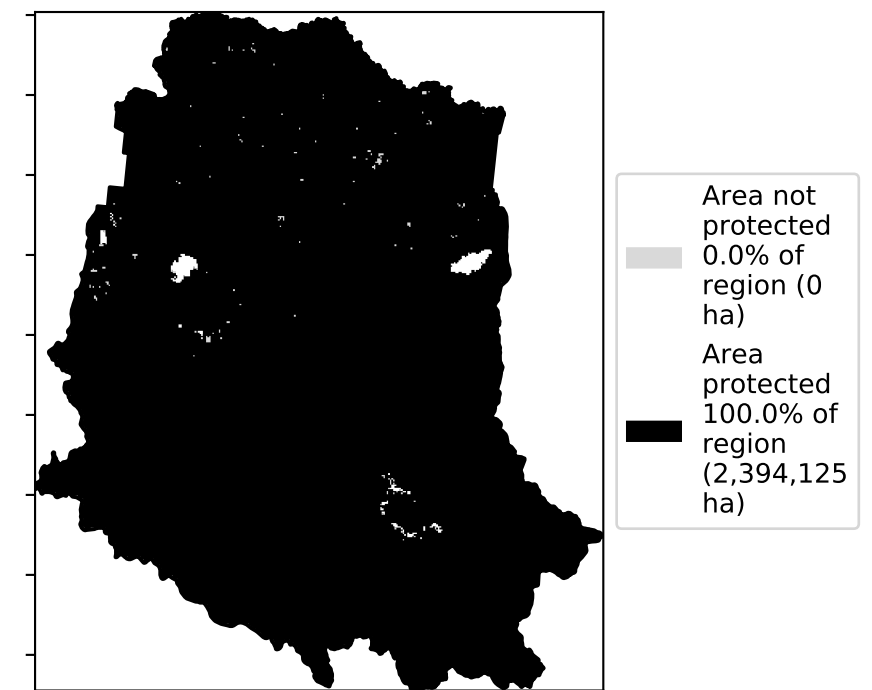 Area not
protected
0.0% of
region (0
ha)
Area
protected
100.0% of
region
(2,394,125
ha)